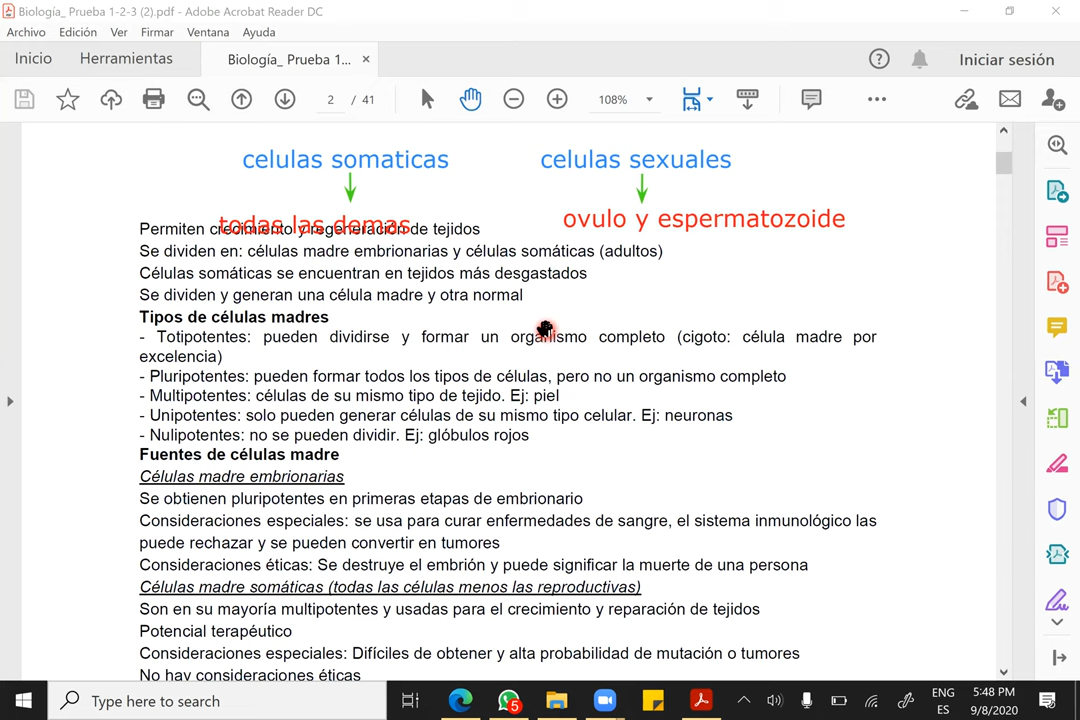 Biología_ Prueba 1-2-3 (2).pdf - Adobe Acrobat Reader DC
Archivo Edición Ver Firmar Ventana Ayuda
Inicio Herramientas Biología_ Prueba 1... × Iniciar sesión
2 / 41 108%
celulas somaticas celulas sexuales
todas las demas ovulo y espermatozoide
Permiten crecimiento y regeneración de tejidos
Se dividen en: células madre embrionarias y células somáticas (adultos)
Células somáticas se encuentran en tejidos más desgastados
Se dividen y generan una célula madre y otra normal
Tipos de células madres
- Totipotentes: pueden dividirse y formar un organismo completo (cigoto: célula madre por
excelencia)
- Pluripotentes: pueden formar todos los tipos de células, pero no un organismo completo
- Multipotentes: células de su mismo tipo de tejido. Ej: piel
- Unipotentes: solo pueden generar células de su mismo tipo celular. Ej: neuronas
- Nulipotentes: no se pueden dividir. Ej: glóbulos rojos
Fuentes de células madre
Células madre embrionarias
Se obtienen pluripotentes en primeras etapas de embrionario
Consideraciones especiales: se usa para curar enfermedades de sangre, el sistema inmunológico las
puede rechazar y se pueden convertir en tumores
Consideraciones éticas: Se destruye el embrión y puede significar la muerte de una persona
Células madre somáticas (todas las células menos las reproductivas)
Son en su mayoría multipotentes y usadas para el crecimiento y reparación de tejidos
Potencial terapéutico
Consideraciones especiales: Difíciles de obtener y alta probabilidad de mutación o tumores
No hay consideraciones éticas
Type here to search 5 ENG 5:48 PM
ES 9/8/2020